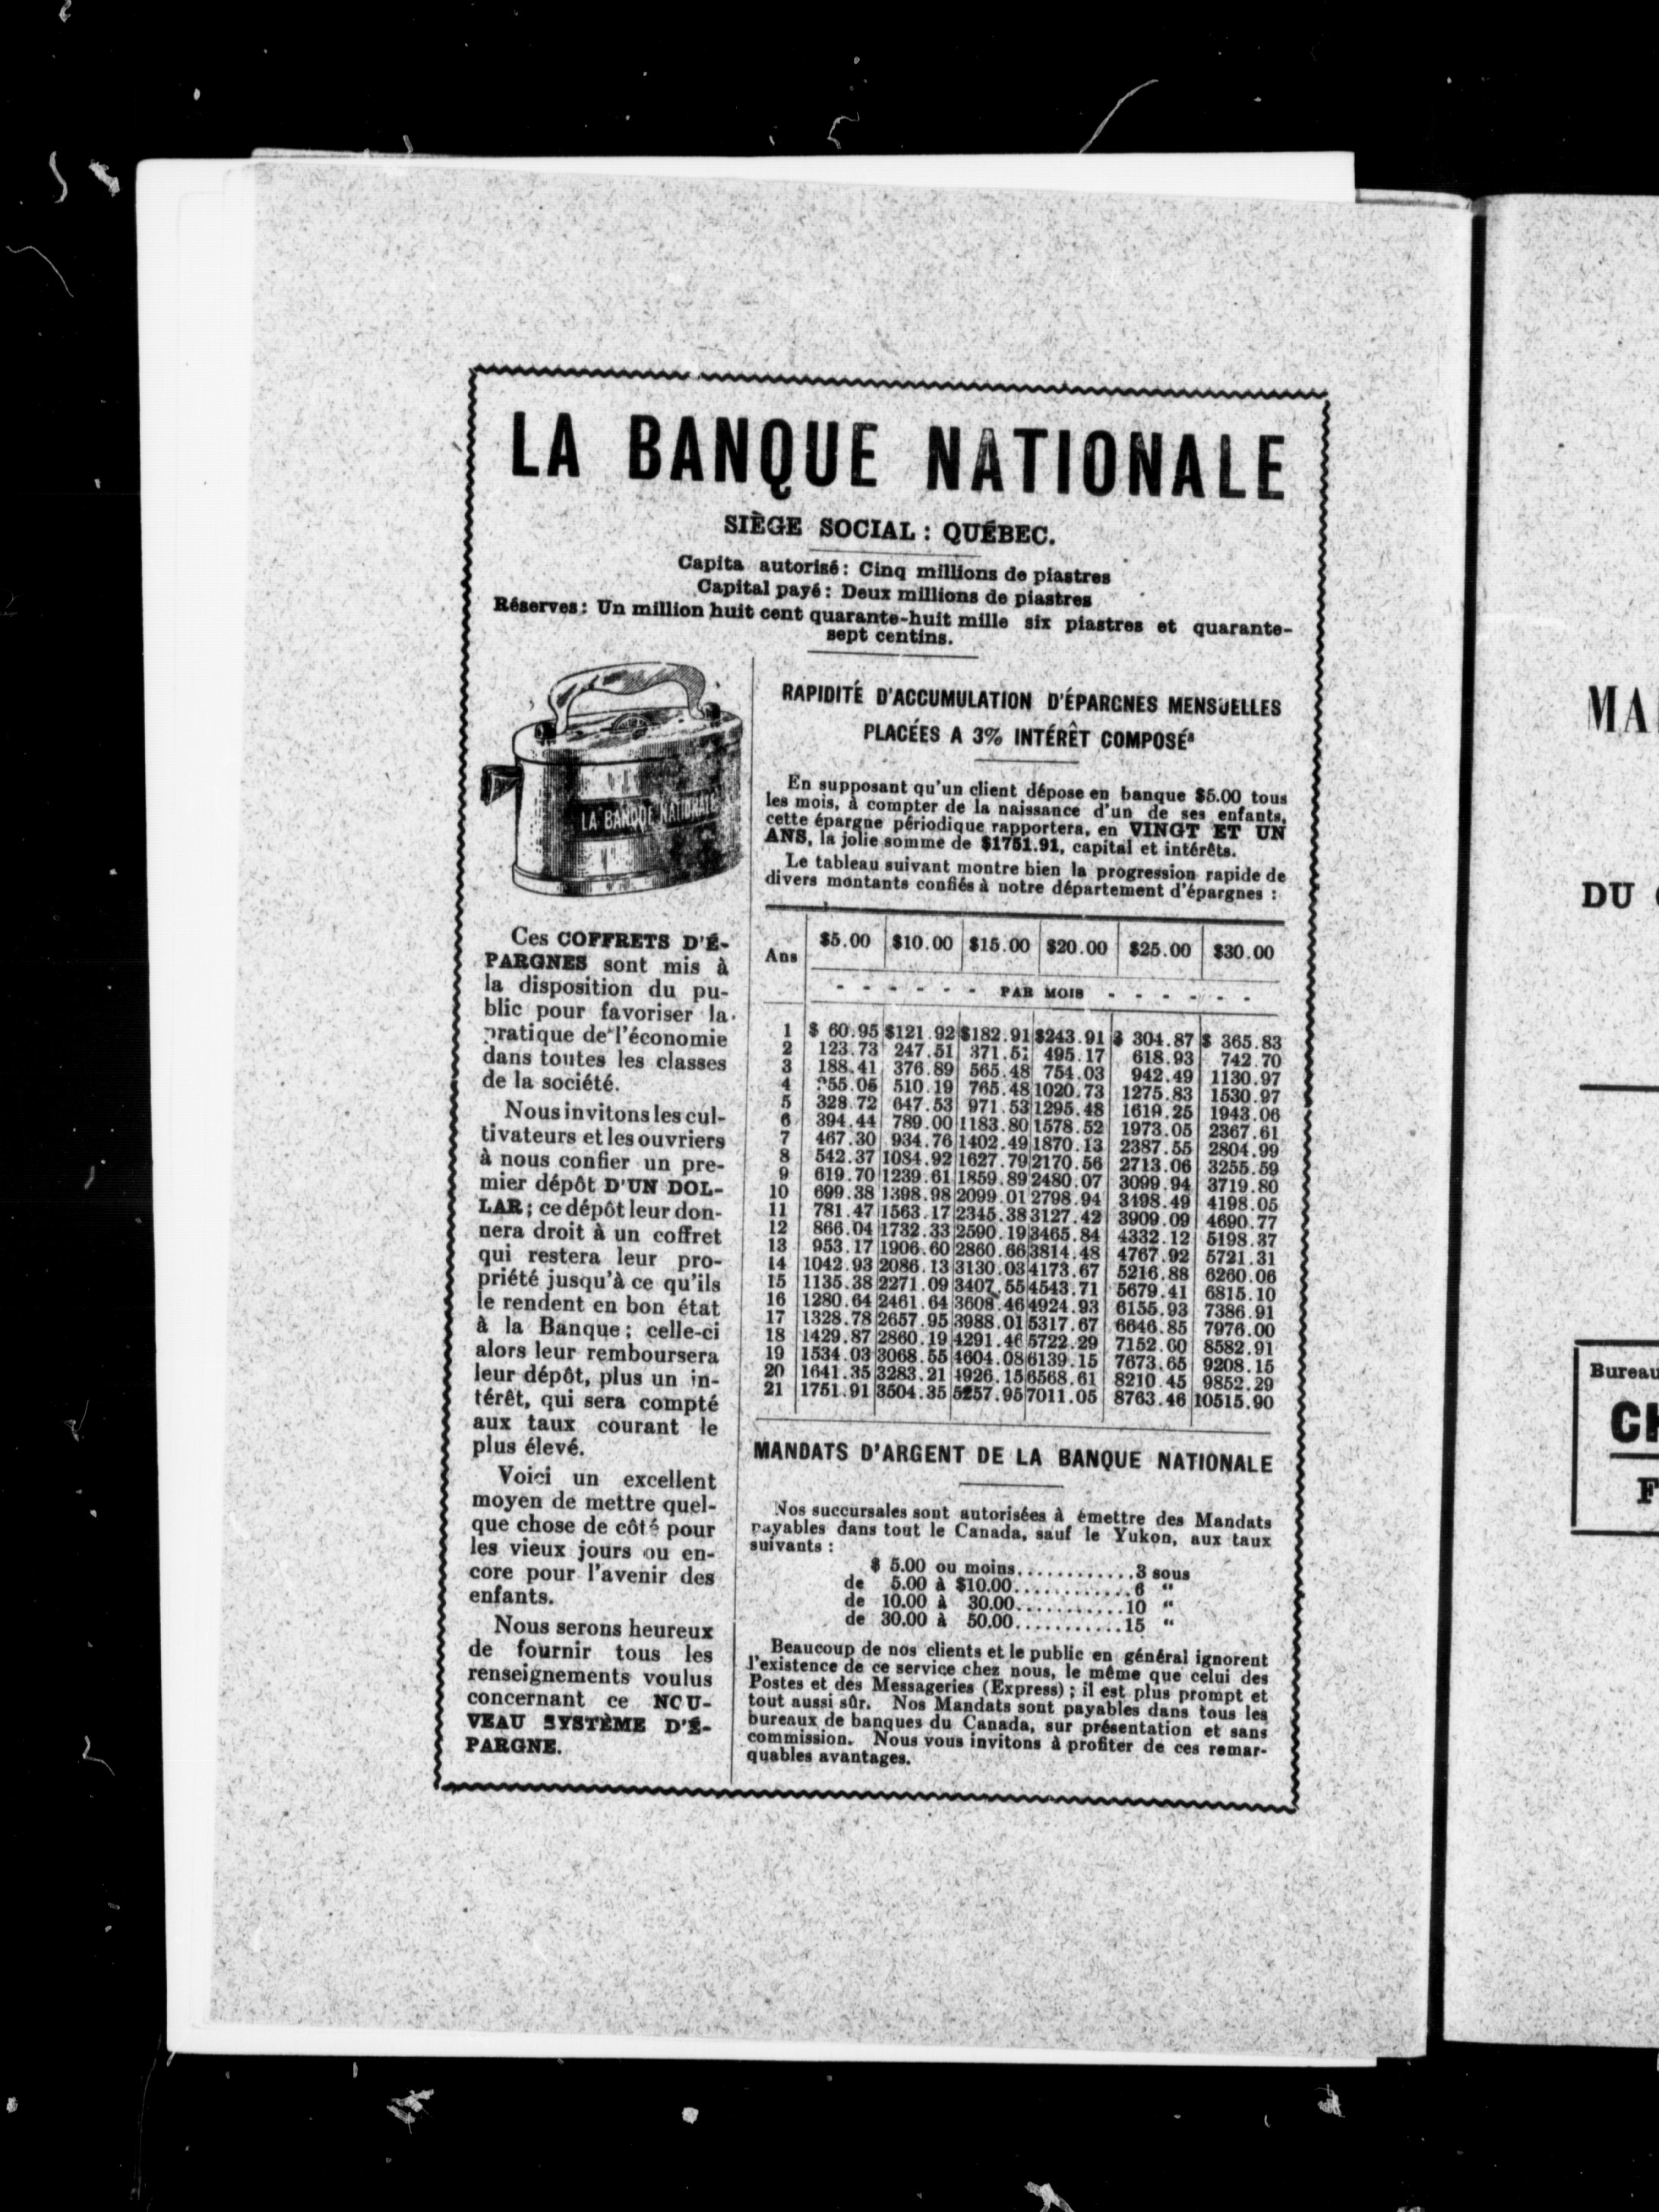 LA BANQUE NATIONALE
SIÈGE SOCIAL : QUÉBEC.
Capita autorisé : Cinq millions de piastres
Capital payé : Deux millions de piastres
Réserves : Un million huit cent quarante-huit mille six piastres et quarante-
sept centins.
LA BANQUE NATIONALE
Ces COFFRETS D'É-
PARGNES sont mis à
la disposition du pu-
blic pour favoriser la
pratique de l'économie
dans toutes les classes
de la société.
Nous invitons les cul-
tivateurs et les ouvriers
à nous confier un pre-
mier dépôt D'UN DOL-
LAR ; ce dépôt leur don-
nera droit à un coffret
qui restera leur pro-
priété jusqu'à ce qu'ils
le rendent en bon état
à la Banque ; celle-ci
alors leur remboursera
leur dépôt, plus un in-
térêt, qui sera compté
aux taux courant le
plus élevé.
Voici un excellent
moyen de mettre quel-
que chose de côté pour
les vieux jours ou en-
core pour l'avenir des
enfants.
Nous serons heureux
de fournir tous les
renseignements voulus
concernant ce NOU-
VEAU SYSTÈME D'É-
PARGNE.
RAPIDITÉ D'ACCUMULATION D'ÉPARGNES MENSUELLES
PLACÉES A 3% INTÉRÊT COMPOSÉ
En supposant qu'un client dépose en banque $5.00 tous
les mois, à compter de la naissance d'un de ses enfants,
cette épargne périodique rapportera, en VINGT ET UN
ANS, la jolie somme de $1751.91, capital et intérêts.
Le tableau suivant montre bien la progression rapide de
divers montants confiés à notre département d'épargnes :
Ans $5.00 $10.00 $15.00 $20.00 $25.00 $30.00
- - - - - - PAR MOIS - - - - - -
1 $ 60.95 $121.92 $182.91 $243.91 $ 304.87 $ 365.83
2 123.73 247.51 371.5 495.17 618.93 742.70
3 188.41 376.89 565.48 754.03 942.49 1130.97
4 255.05 510.19 765.48 1020.73 1275.83 1530.97
5 328.72 647.53 971.53 1295.48 1619.25 1943.06
6 394.44 789.00 1183.80 1578.52 1973.05 2367.61
7 467.30 934.76 1402.49 1870.13 2387.55 2804.99
8 542.37 1084.92 1627.79 2170.56 2713.06 3255.59
9 619.70 1239.61 1859.89 2480.07 3099.94 3719.80
10 699.38 1398.98 2099.01 2798.94 3498.49 4198.05
11 781.47 1563.17 2345.38 3127.42 3909.09 4690.77
12 866.04 1732.33 2590.19 3465.84 4332.12 5198.37
13 953.17 1906.60 2860.66 3814.48 4767.92 5721.31
14 1042.93 2086.13 3130.03 4173.67 5216.88 6260.06
15 1135.38 2271.09 3407.55 4543.71 5679.41 6815.10
16 1280.64 2461.64 3608.46 4924.93 6155.93 7386.91
17 1328.78 2657.95 3988.01 5317.67 6646.85 7976.00
18 1429.87 2860.19 4291.46 5722.29 7152.60 8582.91
19 1534.03 3068.55 4604.08 6139.15 7673.65 9208.15
20 1641.35 3283.21 4926.15 6568.61 8210.45 9852.29
21 1751.91 3504.35 5257.95 7011.05 8763.46 10515.90
MANDATS D'ARGENT DE LA BANQUE NATIONALE
Nos succursales sont autorisées à émettre des Mandats
payables dans tout le Canada, sauf le Yukon, aux taux
suivants :
$ 5.00 ou moins............3 sous
de 5.00 à $10.00............6 "
de 10.00 à 30.00...........10 "
de 30.00 à 50.00...........15 "
Beaucoup de nos clients et le public en général ignorent
l'existence de ce service chez nous, le même que celui des
Postes et des Messageries (Express) ; il est plus prompt et
tout aussi sûr. Nos Mandats sont payables dans tous les
bureaux de banques du Canada, sur présentation et sans
commission. Nous vous invitons à profiter de ces remar-
quables avantages.
MA
DU
Bureau
CH
F